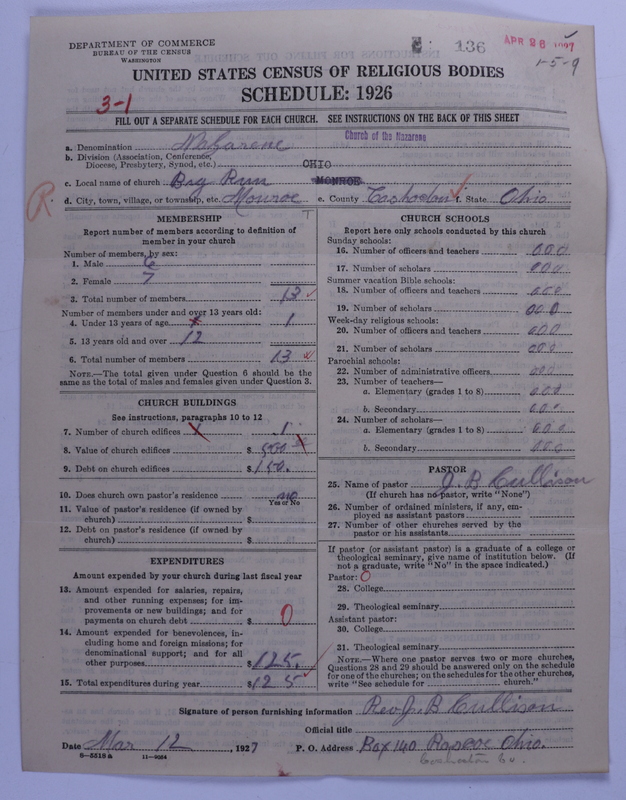 DEPARTMENT OF COMMERCE
BUREAU OF THE CENSUS
WASHINGTON
136
APR 26 1927
1-5-9
UNITED STATES CENSUS OF RELIGIOUS BODIES
SCHEDULE: 1926
3-1
FILL OUT A SEPARATE SCHEDULE FOR EACH CHURCH. SEE INSTRUCTIONS ON THE BACK OF THIS SHEET
a. Denomination Nazarene Church of the Nazarene
b. Division (Association, Conference,
Diocese, Presbytery, Synod, etc.) OHIO
c. Local name of church Big Run MONROE
R
d. City, town, village, or township, etc. Monroe e. County Coshocton f. State Ohio
MEMBERSHIP
Report number of members according to definition of
member in your church
Number of members, by sex:
1. Male 6
2. Female 7
3. Total number of members 13
Number of members under and over 13 years old:
4. Under 13 years of age 1
5. 13 years old and over 12
6. Total number of members 13
NOTE.—The total given under Question 6 should be the
same as the total of males and females given under Question 3.
CHURCH BUILDINGS
See instructions, paragraphs 10 to 12
7. Number of church edifices 1
8. Value of church edifices $
9. Debt on church edifices $ 150.
10. Does church own pastor's residence no
Yes or No
11. Value of pastor's residence (if owned by
church) $
12. Debt on pastor's residence (if owned by
church) $
EXPENDITURES
Amount expended by your church during last fiscal year
13. Amount expended for salaries, repairs,
and other running expenses; for im-
provements or new buildings; and for
payments on church debt $ 0
14. Amount expended for benevolences, in-
cluding home and foreign missions; for
denominational support; and for all
other purposes $ 125.
15. Total expenditures during year $ 125
CHURCH SCHOOLS
Report here only schools conducted by this church
Sunday schools:
16. Number of officers and teachers 000
17. Number of scholars 000
Summer vacation Bible schools:
18. Number of officers and teachers 000
19. Number of scholars 000
Week-day religious schools:
20. Number of officers and teachers 000
21. Number of scholars 000
Parochial schools:
22. Number of administrative officers 000
23. Number of teachers—
a. Elementary (grades 1 to 8) 000
b. Secondary 000
24. Number of scholars—
a. Elementary (grades 1 to 8) 000
b. Secondary 000
PASTOR
25. Name of pastor J. B Cullison
(If church has no pastor, write "None")
26. Number of ordained ministers, if any, em-
ployed as assistant pastors
27. Number of other churches served by the
pastor or his assistants
If pastor (or assistant pastor) is a graduate of a college or
theological seminary, give name of institution below. (If
not a graduate, write "No" in the space indicated.)
Pastor: 0
28. College
29. Theological seminary
Assistant pastor:
30. College
31. Theological seminary
NOTE.—Where one pastor serves two or more churches,
Questions 28 and 29 should be answered only on the schedule
for one of the churches; on the schedules for the other churches,
write "See schedule for church."
Signature of person furnishing information Rev J. B Cullison
Official title
Date Mar 12, 1927 P. O. Address Box 140 Roscoe Ohio.
Coshocton Co.
8-5518a 11-9064